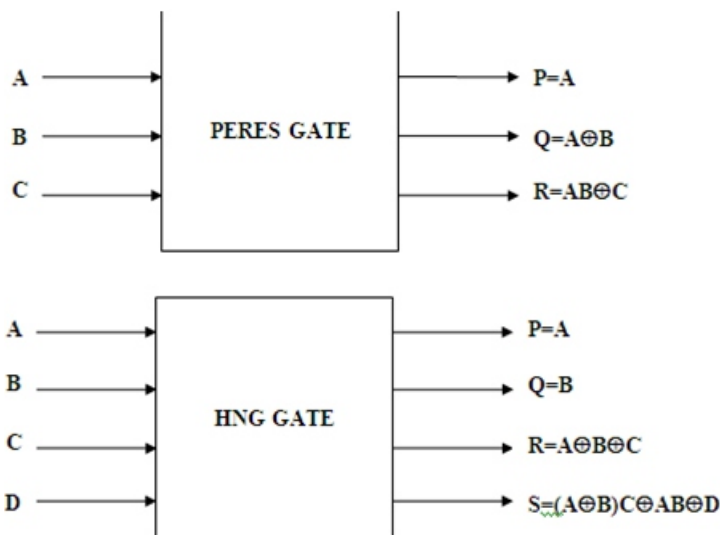 A
P=A
B
PERES GATE
Q=A⊕B
C
R=AB⊕C
A
P=A
B
Q=B
HNG GATE
C
R=A⊕B⊕C
D
S=(A⊕B)C⊕AB⊕D